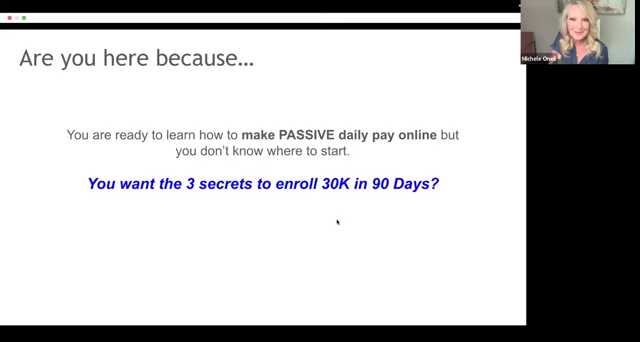 Are you here because...
Michele Oneil
You are ready to learn how to make PASSIVE daily pay online but
you don't know where to start.
You want the 3 secrets to enroll 30K in 90 Days?